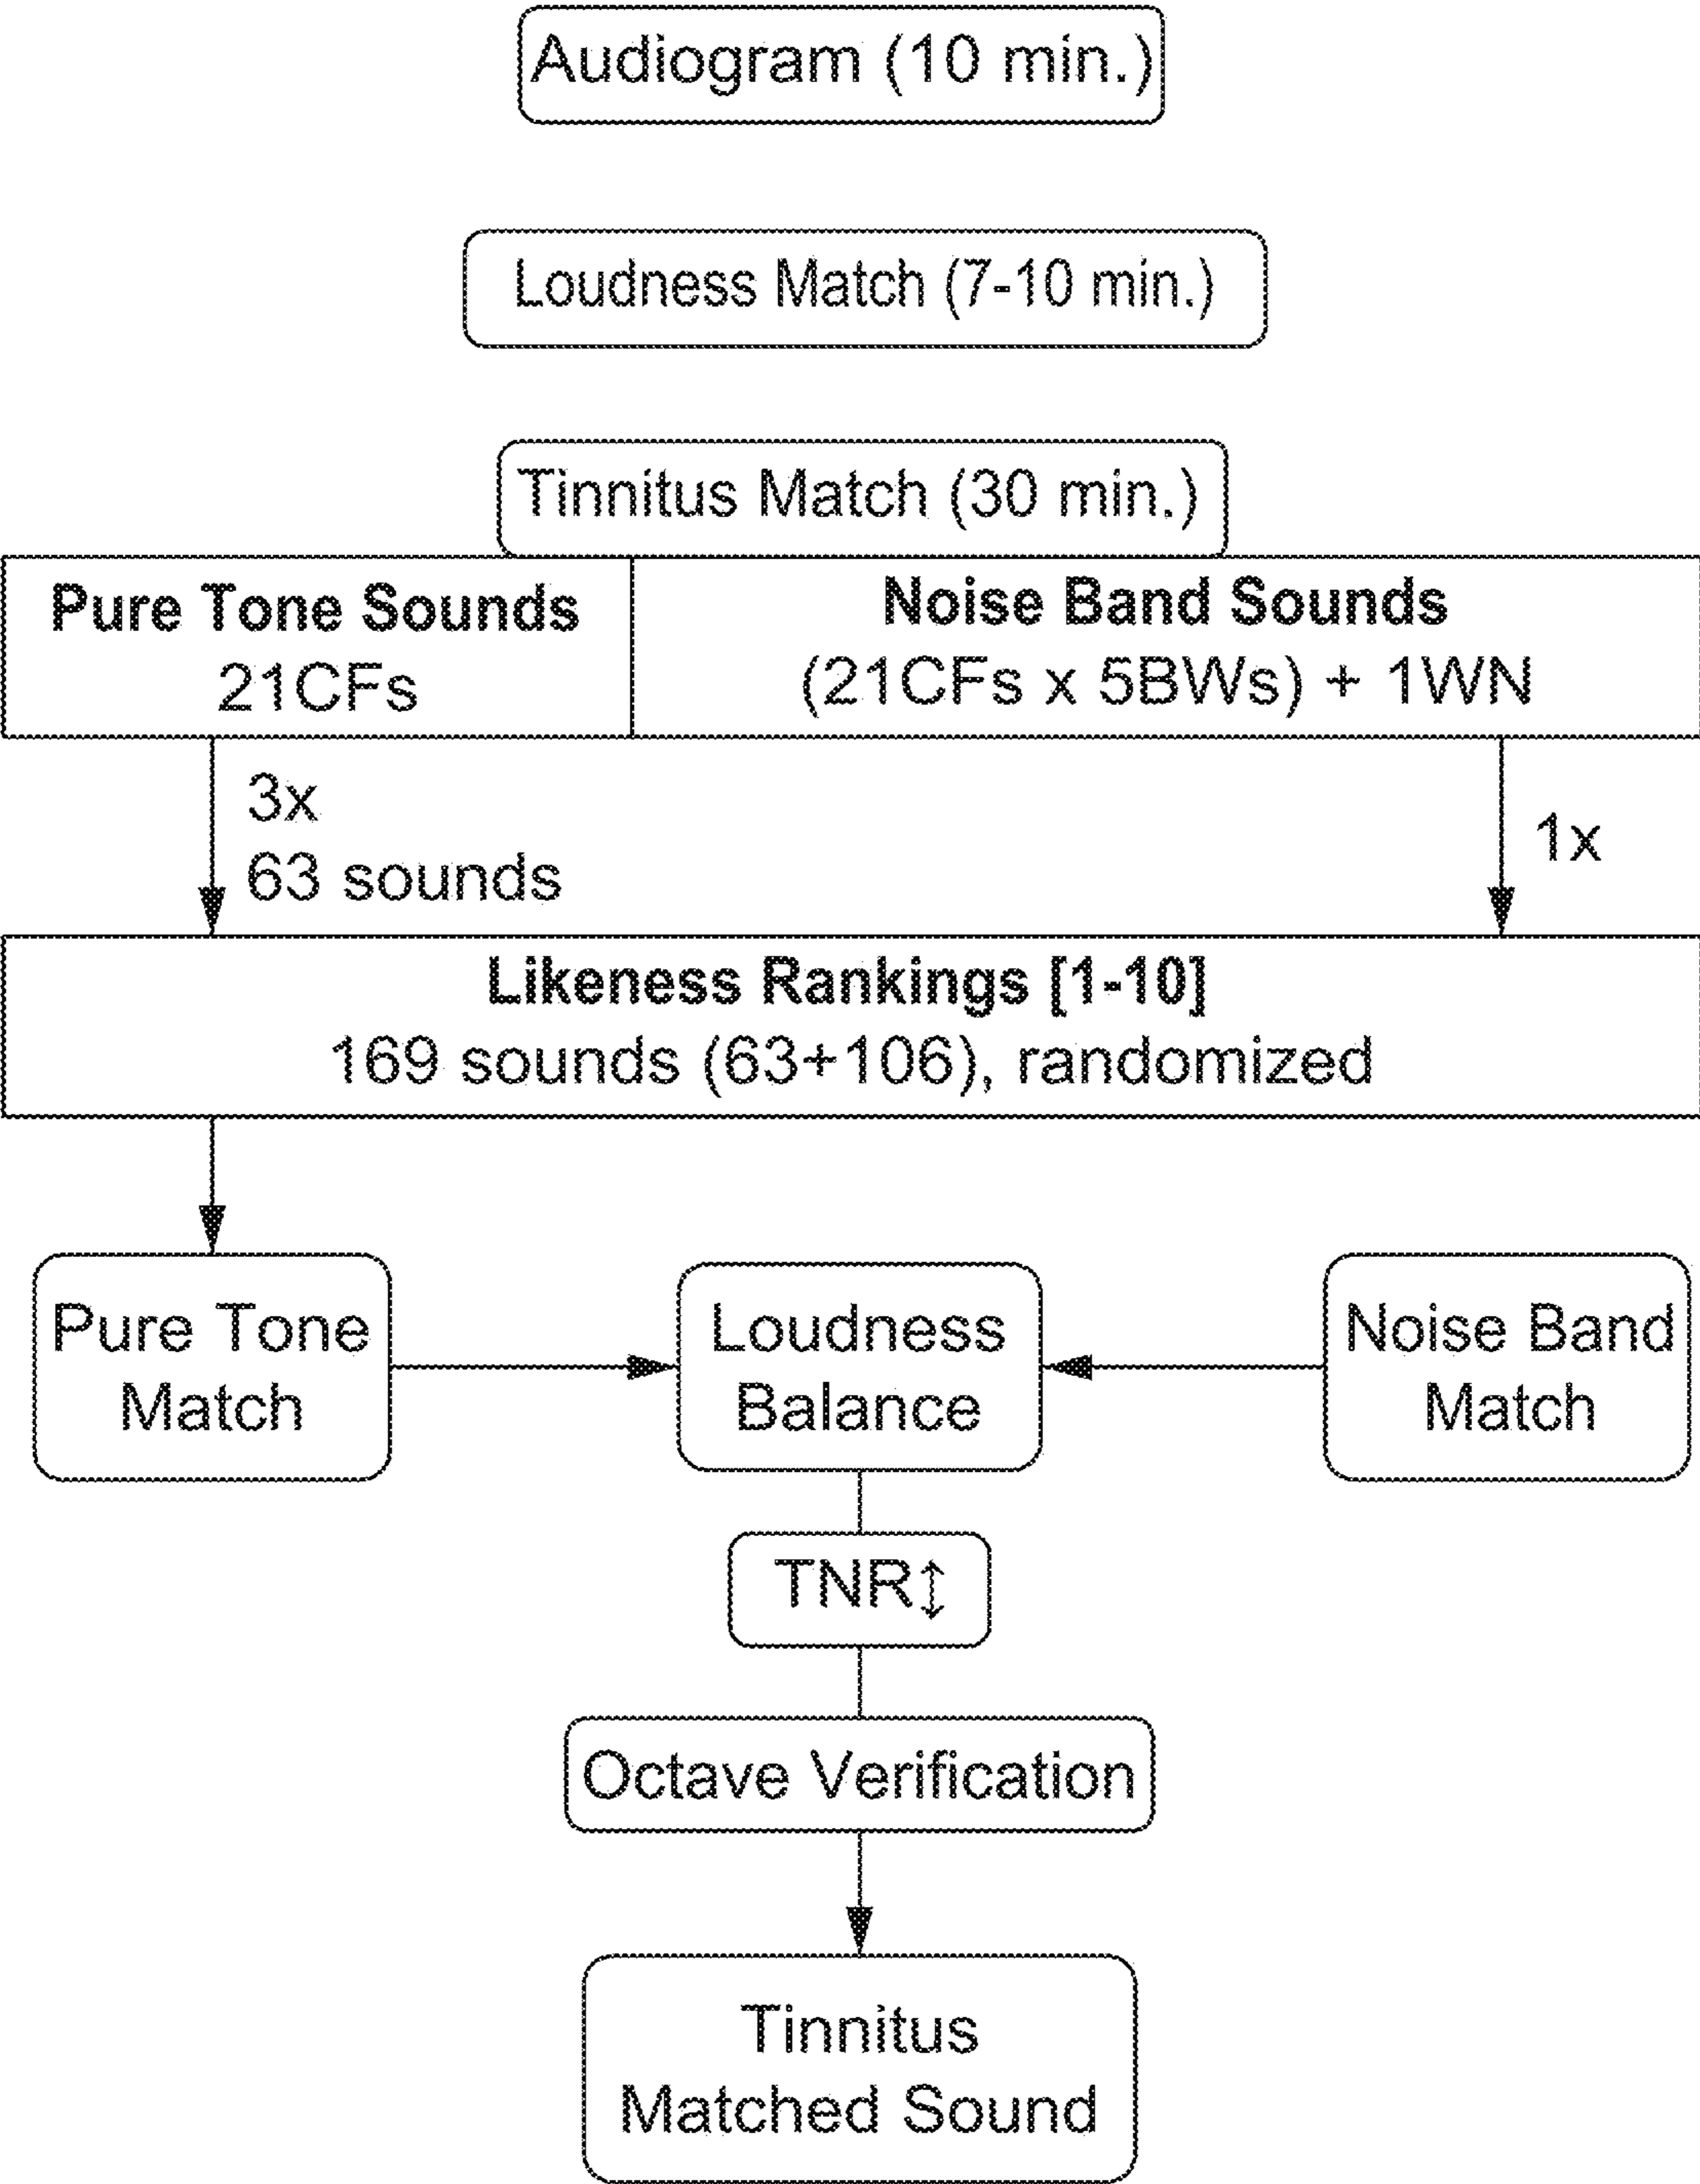 Audiogram (10 min.)
Loudness Match (7-10 min.)
Tinnitus Match (30 min.)
Pure Tone Sounds
21CFs
Noise Band Sounds
(21CFs x 5BWs) + 1WN
3x
63 sounds
1x
Likeness Rankings [1-10]
169 sounds (63+106), randomized
Pure Tone
Match
Loudness
Balance
Noise Band
Match
TNR↕
Octave Verification
Tinnitus
Matched Sound